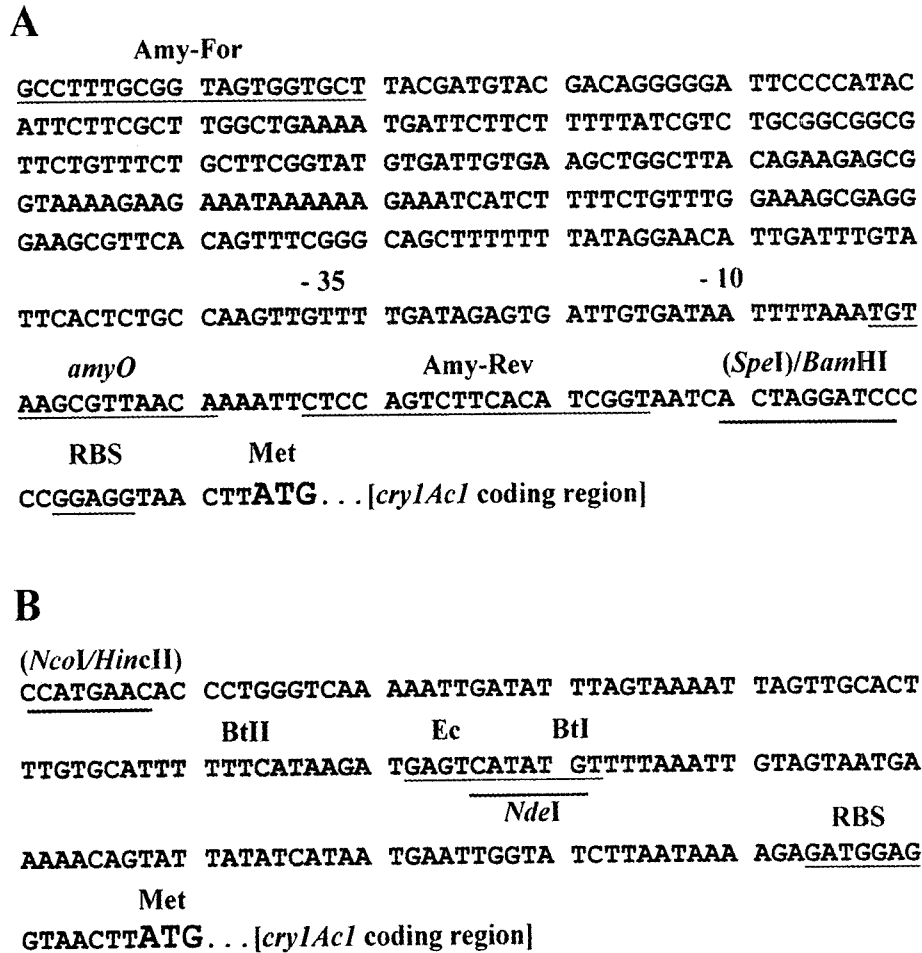 A
Amy-For
GCCTTTGCGG TAGTGGTGCT TACGATGTAC GACAGGGGGA TTCCCCATAC
ATTCTTCGCT TGGCTGAAAA TGATTCTTCT TTTTATCGTC TGCGGCGGCG
TTCTGTTTCT GCTTCGGTAT GTGATTGTGA AGCTGGCTTA CAGAAGAGCG
GTAAAAGAAG AAATAAAAAA GAAATCATCT TTTCTGTTTG GAAAGCGAGG
GAAGCGTTCA CAGTTTCGGG CAGCTTTTTT TATAGGAACA TTGATTTGTA
- 35 - 10
TTCACTCTGC CAAGTTGTTT TGATAGAGTG ATTGTGATAA TTTTAAATGT
amyO Amy-Rev (SpeI)/BamHI
AAGCGTTAAC AAAATTCTCC AGTCTTCACA TCGGTAATCA CTAGGATCCC
RBS Met
CCGGAGGTAA CTTATG . . . [cry1Ac1 coding region]
B
(NcoI/HincII)
CCATGAACAC CCTGGGTCAA AAATTGATAT TTAGTAAAAT TAGTTGCACT
BtII Ec BtI
TTGTGCATTT TTTCATAAGA TGAGTCATAT GTTTTAAATT GTAGTAATGA
NdeI
RBS
AAAACAGTAT TATATCATAA TGAATTGGTA TCTTAATAAA AGAGATGGAG
Met
GTAACTTATG . . . [cry1Ac1 coding region]